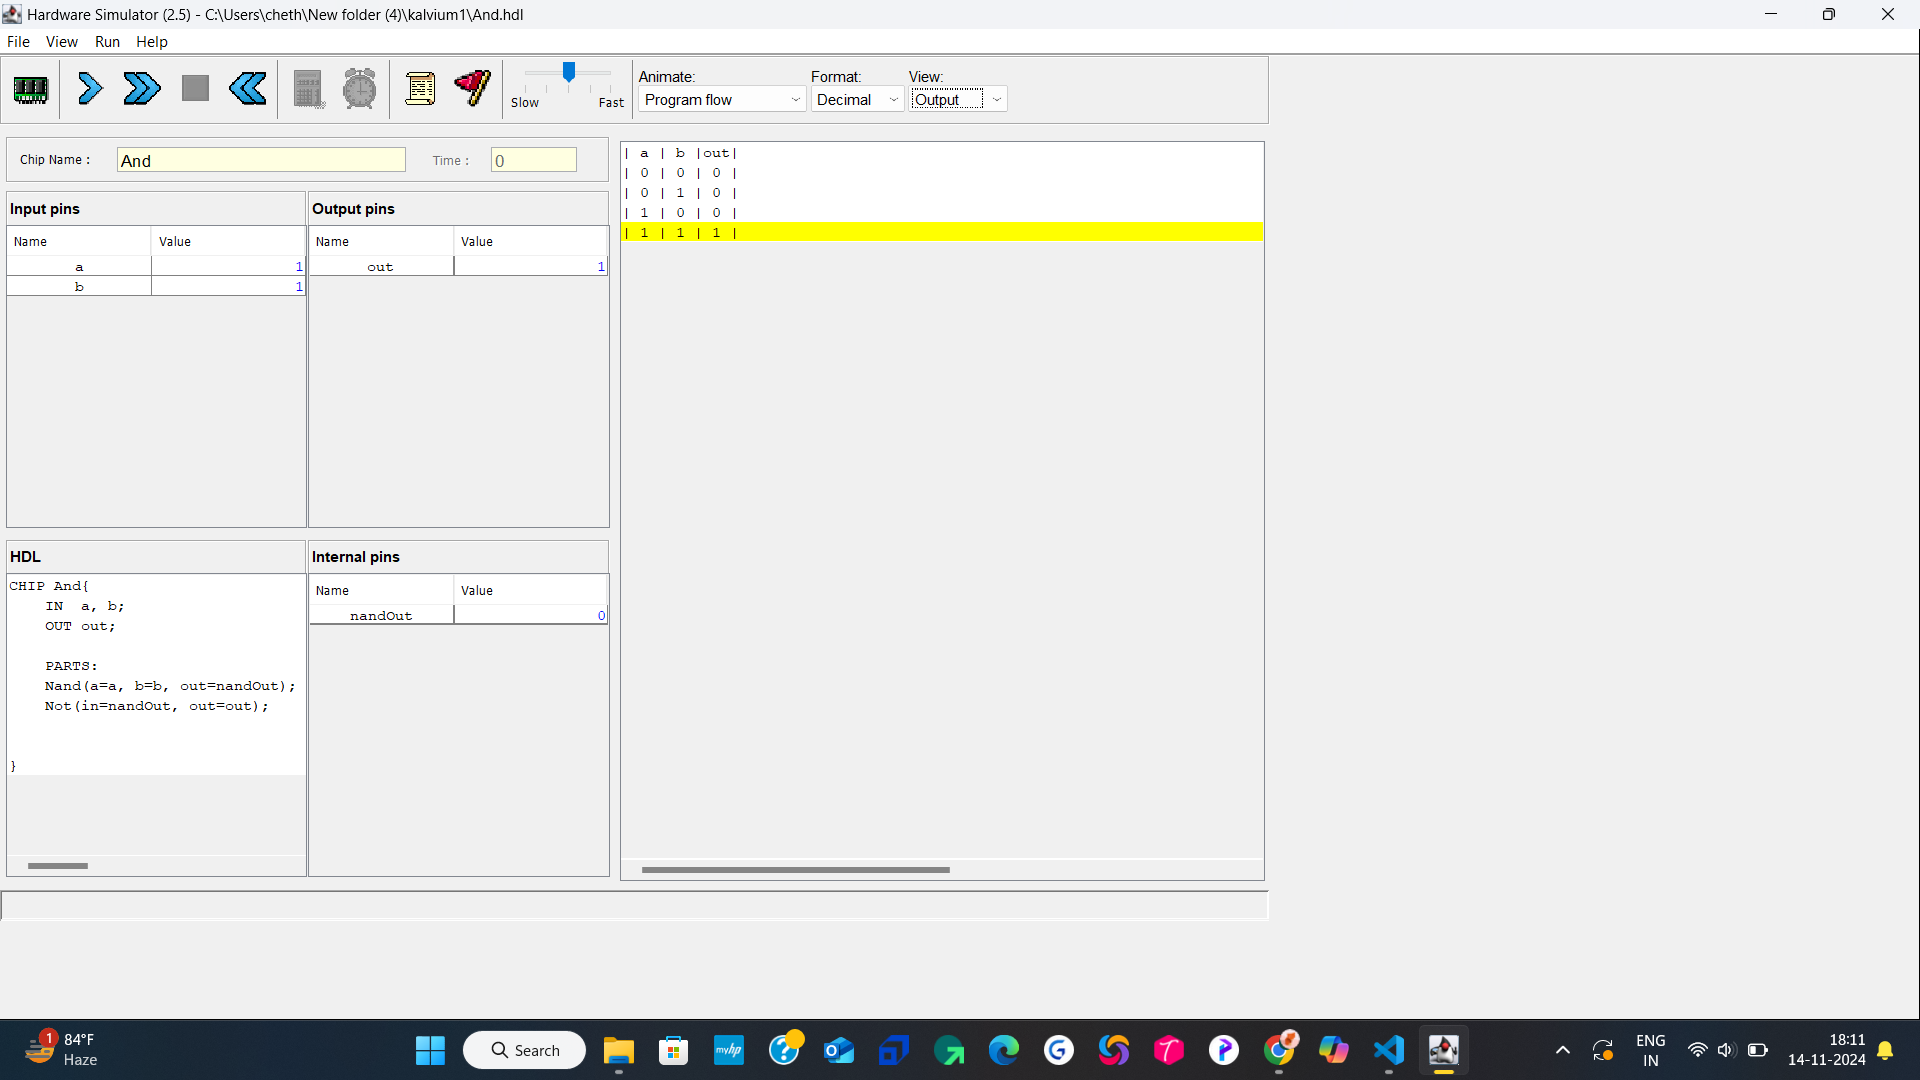 Hardware Simulator (2.5) - C:\Users\cheth\New folder (4)\kalvium1\And.hdl
File View Run Help
Animate: Format: View:
Slow Fast Program flow Decimal Output
Chip Name : And Time : 0
Input pins Output pins
Name Value Name Value
a 1 out 1
b 1
| a | b |out|
| 0 | 0 | 0 |
| 0 | 1 | 0 |
| 1 | 0 | 0 |
| 1 | 1 | 1 |
HDL
CHIP And{
IN a, b;
OUT out;
PARTS:
Nand(a=a, b=b, out=nandOut);
Not(in=nandOut, out=out);
}
Internal pins
Name Value
nandOut 0
1 84°F
Haze
Search
myhp
ENG
IN
18:11
14-11-2024